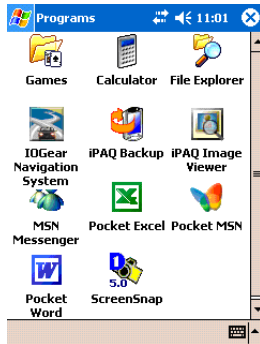 Programs 11:01
Games Calculator File Explorer
IOGear iPAQ Backup iPAQ Image
Navigation Viewer
System
MSN Pocket Excel Pocket MSN
Messenger
D
5.0
Pocket ScreenSnap
Word